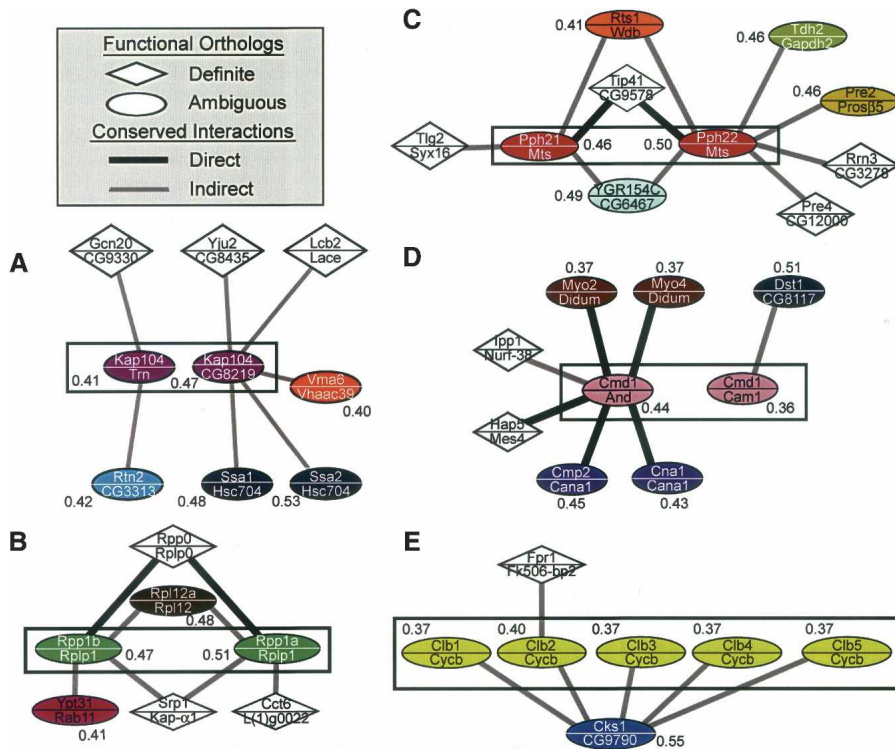 Functional Orthologs
Definite
Ambiguous
Conserved Interactions
Direct
Indirect
A
Gcn20
CG9330
Yju2
CG8435
Lcb2
Lace
Kap104
Trn
0.41
Kap104
CG8219
0.47
Vma6
Vhaac39
0.40
Rtn2
CG3313
0.42
Ssa1
Hsc704
0.48
Ssa2
Hsc704
0.53
B
Rpp0
Rplp0
Rpl12a
Rpl12
0.48
Rpp1b
Rplp1
0.47
0.51
Rpp1a
Rplp1
Ypt31
Rab11
0.41
Srp1
Kap-α1
Cct6
L(1)g0022
C
0.41
Rts1
Wdb
0.46
Tdh2
Gapdh2
Tip41
CG9578
0.46
Pre2
Prosβ5
Tlg2
Syx16
Pph21
Mts
0.46
0.50
Pph22
Mts
Rrn3
CG3278
0.49
YGR154C
CG6467
Pre4
CG12000
D
0.37
Myo2
Didum
0.37
Myo4
Didum
0.51
Dst1
CG8117
Ipp1
Nurf-38
Cmd1
And
0.44
Cmd1
Cam1
0.36
Hap5
Mes4
Cmp2
Cana1
0.45
Cna1
Cana1
0.43
E
Fpr1
Fk506-bp2
0.37
Clb1
Cycb
0.40
Clb2
Cycb
0.37
Clb3
Cycb
0.37
Clb4
Cycb
0.37
Clb5
Cycb
Cks1
CG9790
0.55